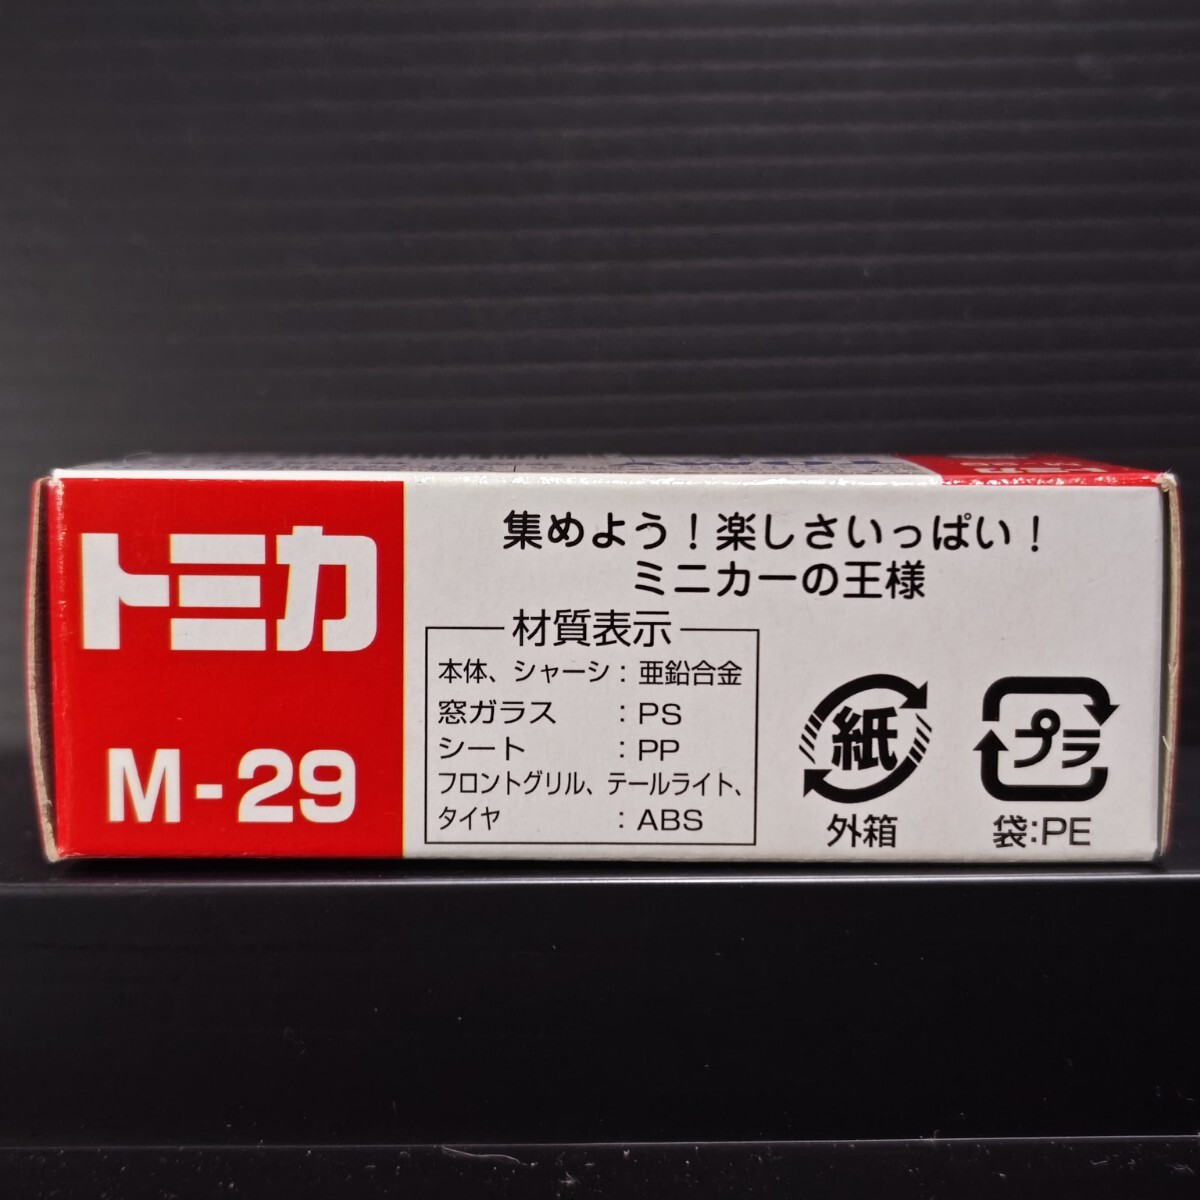 トミカ
M-29
集めよう！楽しさいっぱい！
ミニカーの王様
材質表示
本体、シャーシ：亜鉛合金
窓ガラス：PS
シート：PP
フロントグリル、テールライト、
タイヤ：ABS
紙
外箱
プラ
袋:PE